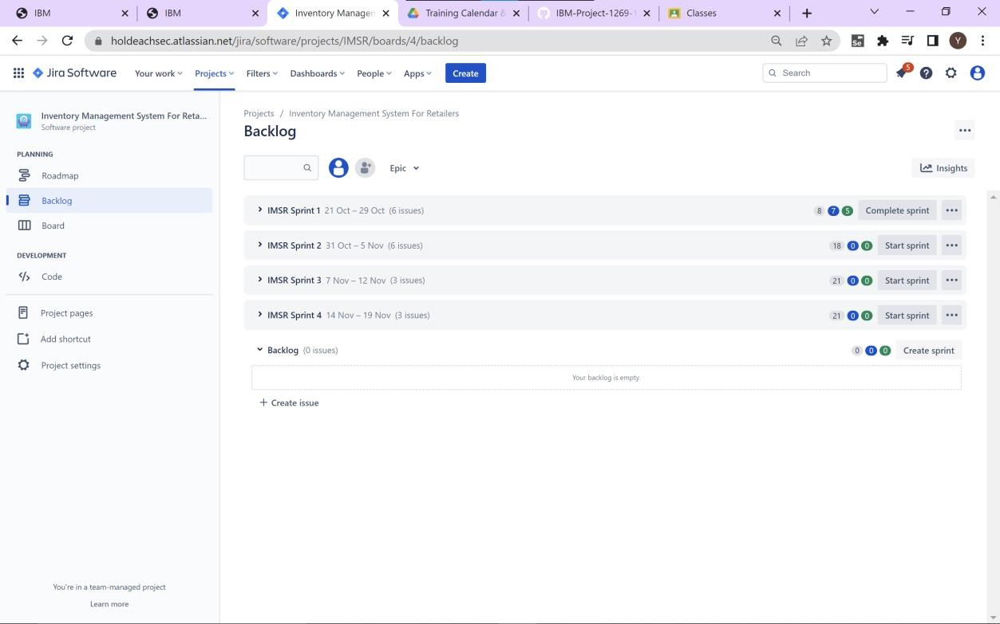 IBM
IBM
Inventory Managen
Training Calendar &
IBM-Project-1269-1
Classes
holdeachsec.atlassian.net/jira/software/projects/IMSR/boards/4/backlog
Se
Y
Jira Software
Your work
Projects
Filters
Dashboards
People
Apps
Create
Search
5
Inventory Management System For Reta...
Software project
PLANNING
Roadmap
Backlog
Board
DEVELOPMENT
Code
Project pages
Add shortcut
Project settings
You're in a team-managed project
Learn more
Projects / Inventory Management System For Retailers
Backlog
Epic
Insights
IMSR Sprint 1 21 Oct – 29 Oct (6 issues) 8 7 5 Complete sprint
IMSR Sprint 2 31 Oct – 5 Nov (6 issues) 18 0 0 Start sprint
IMSR Sprint 3 7 Nov – 12 Nov (3 issues) 21 0 0 Start sprint
IMSR Sprint 4 14 Nov – 19 Nov (3 issues) 21 0 0 Start sprint
Backlog (0 issues) 0 0 0 Create sprint
Your backlog is empty.
+ Create issue